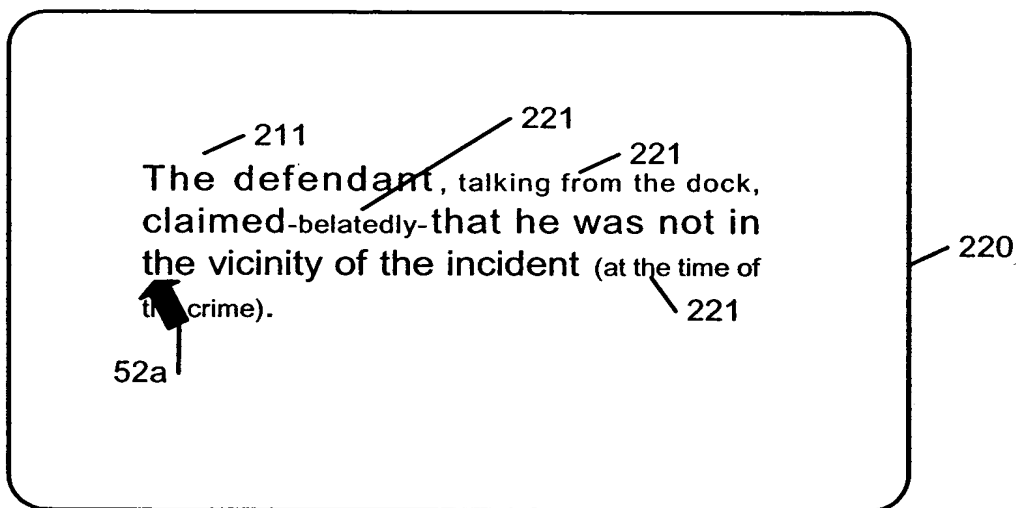 211
221
221
The defendant, talking from the dock,
claimed-belatedly-that he was not in
the vicinity of the incident (at the time of
crime).
220
221
52a